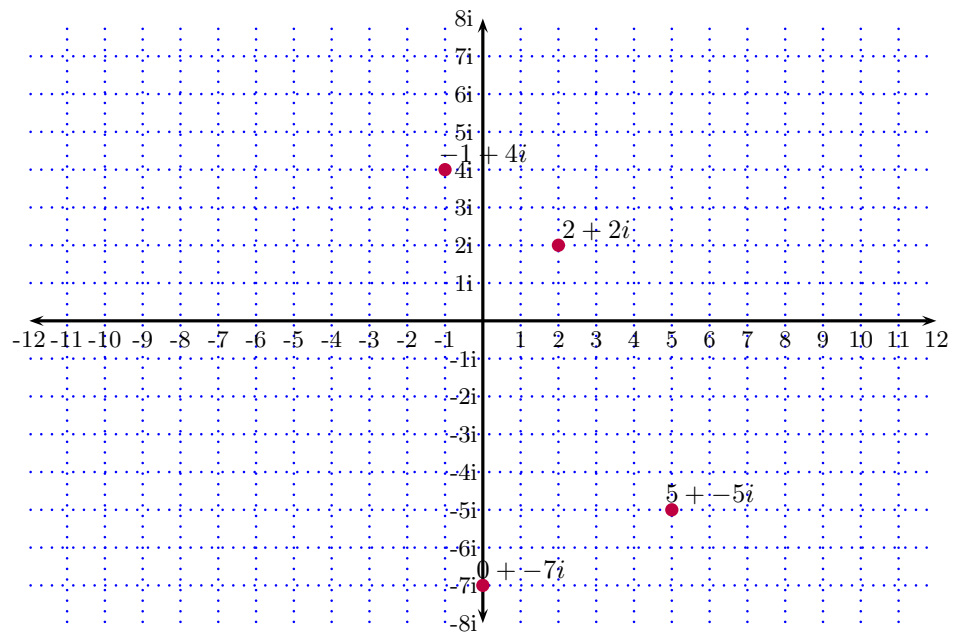 8i
7i
6i
5i
−1 + 4i
4i
3i
2 + 2i
2i
1i
-12 -11 -10 -9 -8 -7 -6 -5 -4 -3 -2 -1 1 2 3 4 5 6 7 8 9 10 11 12
-1i
-2i
-3i
-4i
5 + −5i
-5i
-6i
0 + −7i
-7i
-8i